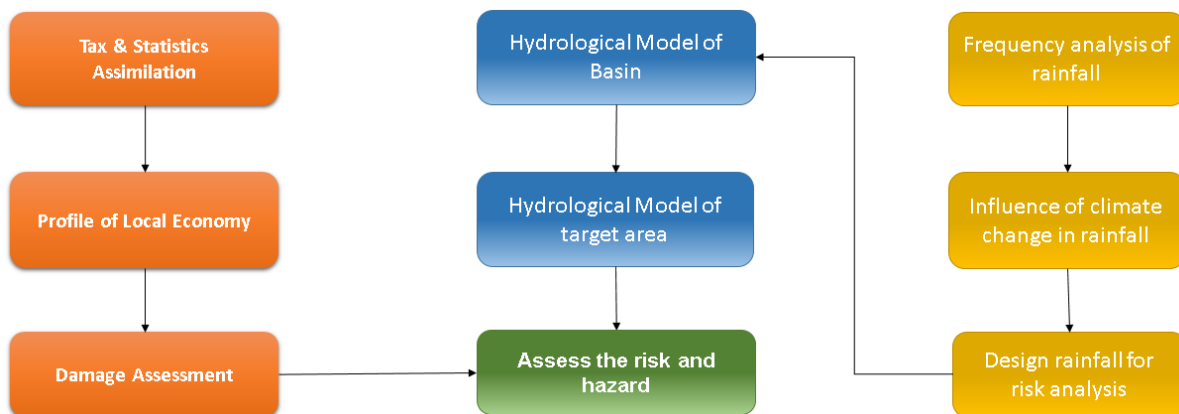 Tax & Statistics
Assimilation
Hydrological Model of
Basin
Frequency analysis of
rainfall
Profile of Local Economy
Hydrological Model of
target area
Influence of climate
change in rainfall
Damage Assessment
Assess the risk and
hazard
Design rainfall for
risk analysis